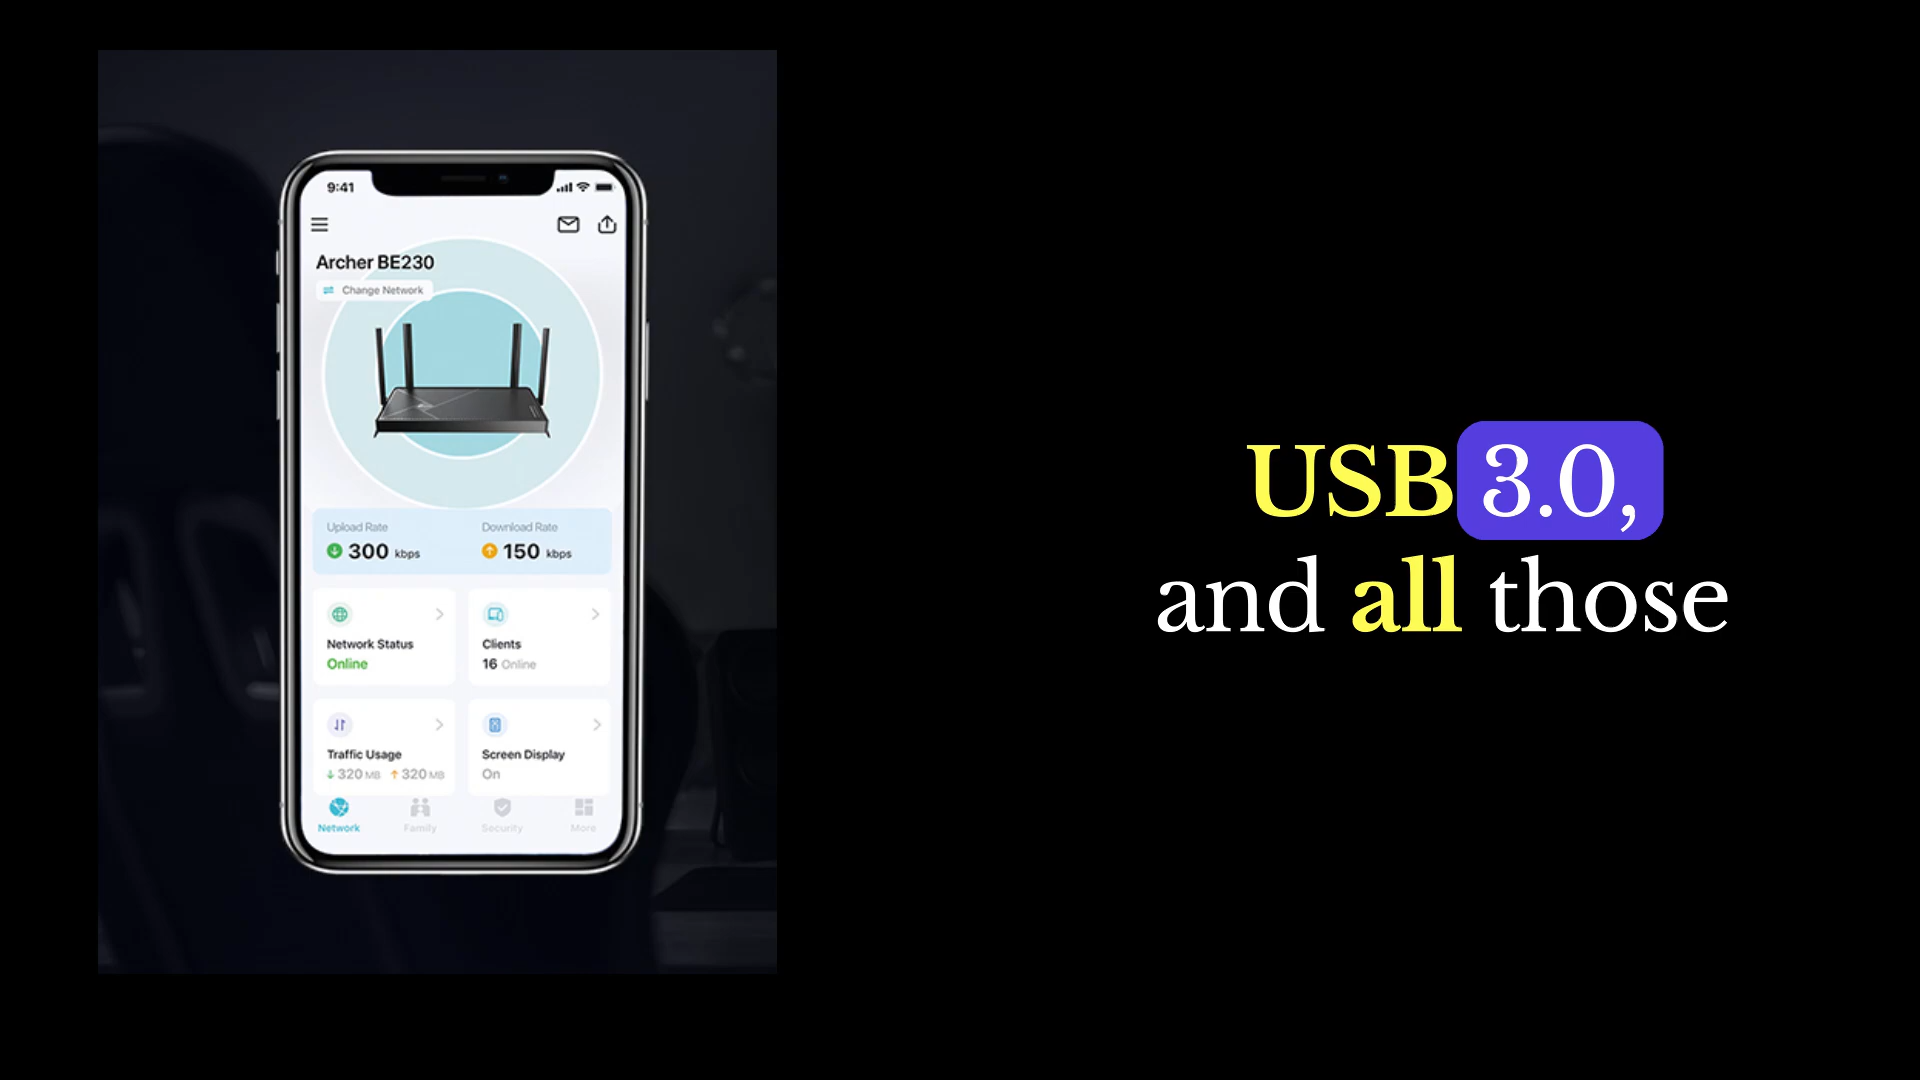 9:41
Archer BE230
Change Network
Upload Rate Download Rate
300 kbps 150 kbps
Network Status Clients
Online 16 Online
Traffic Usage Screen Display
320 MB 320 MB On
Network Family Security More
USB 3.0,
and all those